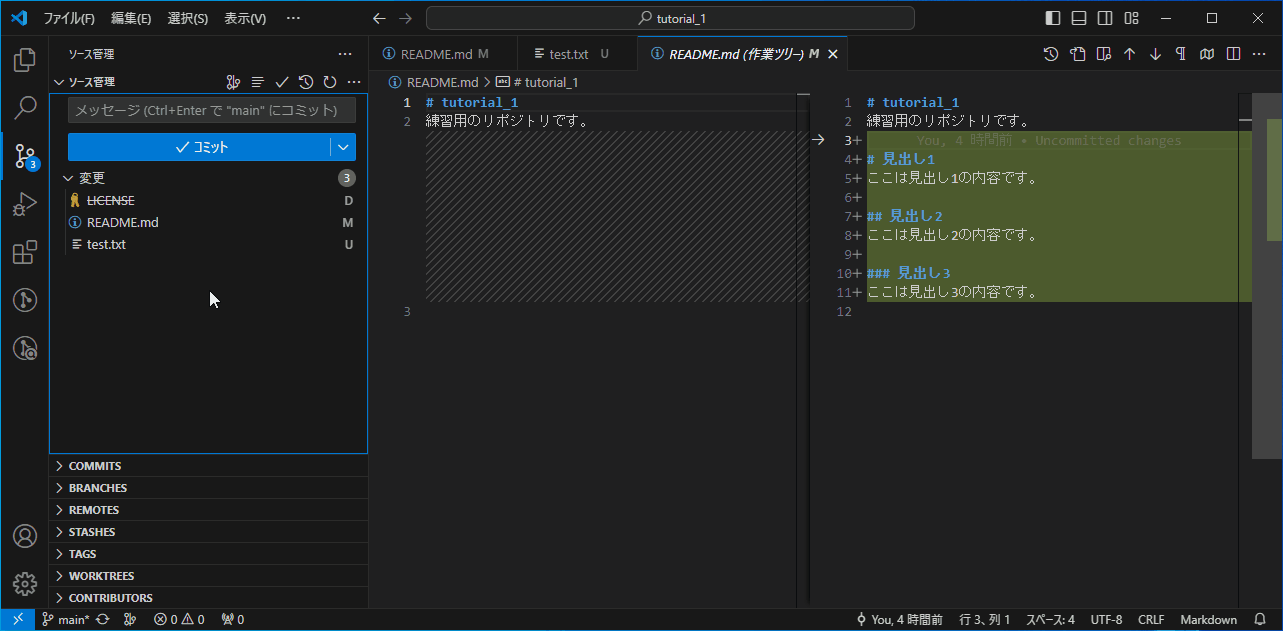 ファイル(F) 編集(E) 選択(S) 表示(V) ··· tutorial_1
ソース管理 ···
README.md M test.txt U README.md (作業ツリー) M
ソース管理 ···
README.md > # tutorial_1
メッセージ (Ctrl+Enter で "main" にコミット)
コミット
変更 3
LICENSE D
README.md M
test.txt U
COMMITS
BRANCHES
REMOTES
STASHES
TAGS
WORKTREES
CONTRIBUTORS
1 # tutorial_1
2 練習用のリポジトリです。
3
1 # tutorial_1
2 練習用のリポジトリです。
3+ You, 4 時間前 • Uncommitted changes
4+ # 見出し1
5+ ここは見出し1の内容です。
6+
7+ ## 見出し2
8+ ここは見出し2の内容です。
9+
10+ ### 見出し3
11+ ここは見出し3の内容です。
12
3
main* 0 0 0 You, 4 時間前 行 3、列 1 スペース: 4 UTF-8 CRLF Markdown